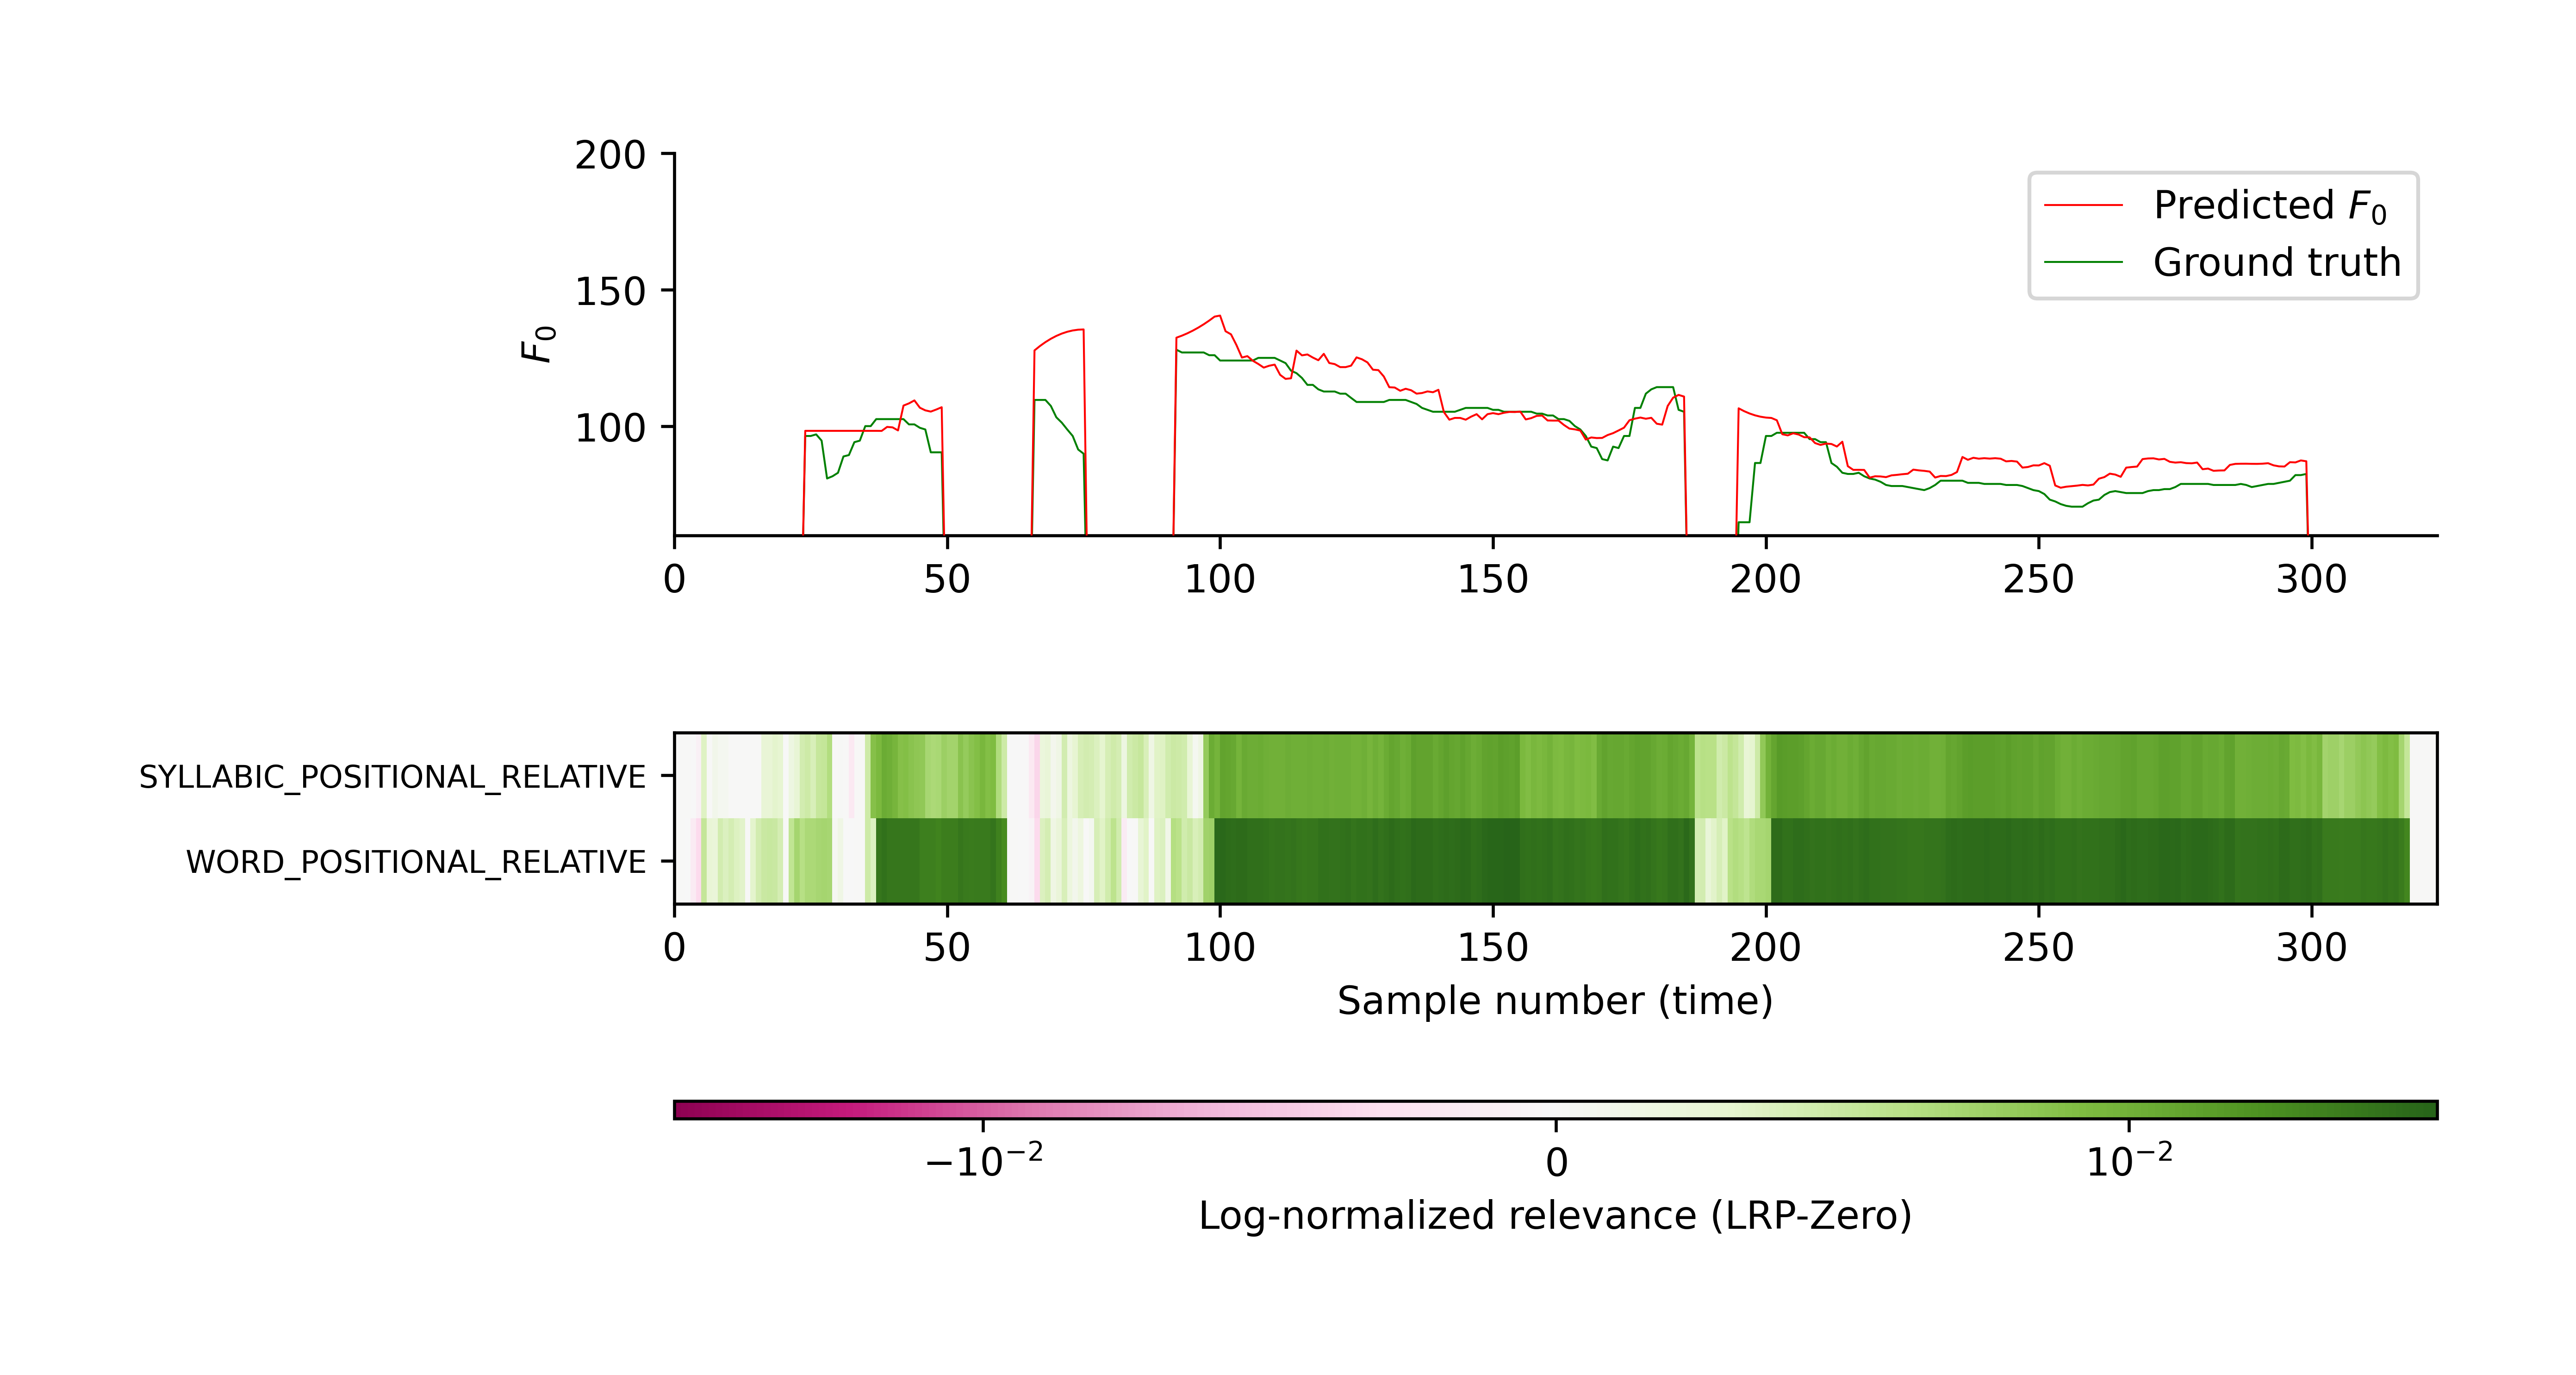 200
150
100
F₀
Predicted F₀
Ground truth
0 50 100 150 200 250 300
SYLLABIC_POSITIONAL_RELATIVE
WORD_POSITIONAL_RELATIVE
0 50 100 150 200 250 300
Sample number (time)
−10⁻² 0 10⁻²
Log-normalized relevance (LRP-Zero)